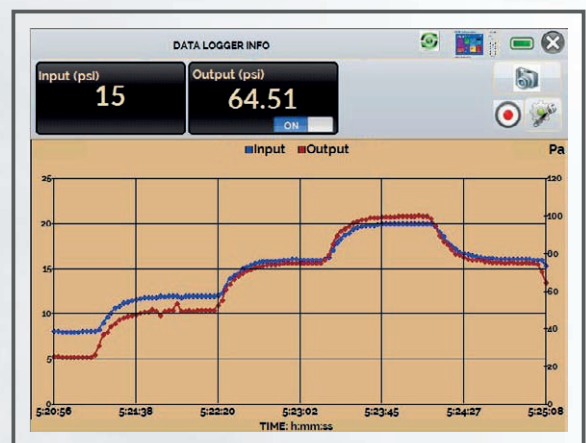 DATA LOGGER INFO
Input (psi)
15
Output (psi)
64.51
ON
Input Output
Pa
25
20
15
10
5
0
120
100
80
60
40
20
0
5:20:56 5:21:38 5:22:20 5:23:02 5:23:45 5:24:27 5:25:08
TIME: h:mm:ss